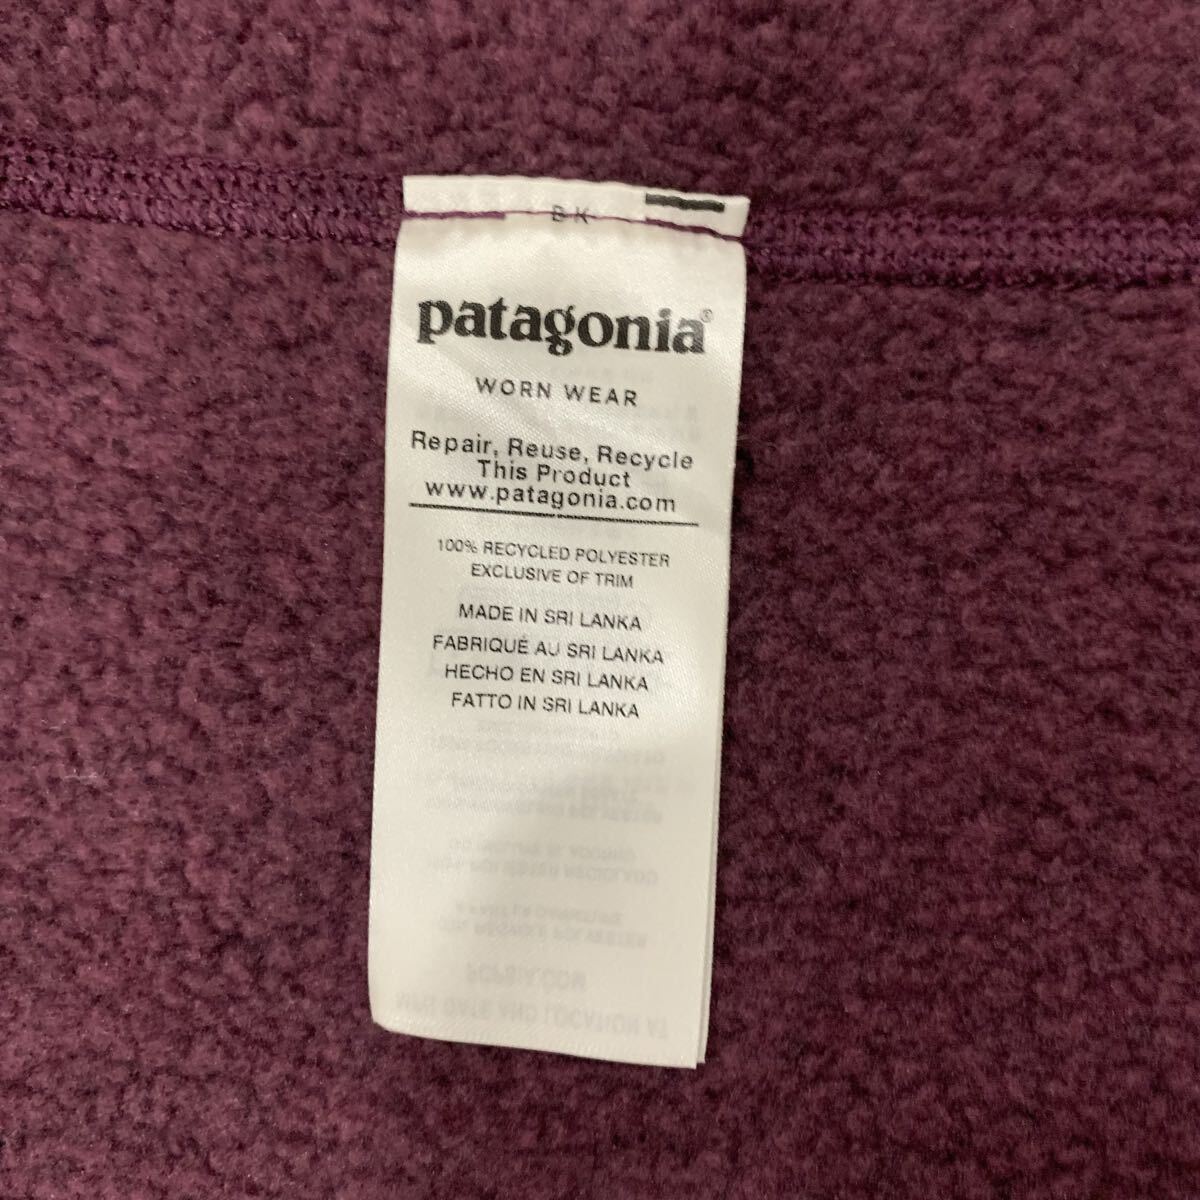 BK
patagonia®
WORN WEAR
Repair, Reuse, Recycle
This Product
www.patagonia.com
100% RECYCLED POLYESTER
EXCLUSIVE OF TRIM
MADE IN SRI LANKA
FABRIQUÉ AU SRI LANKA
HECHO EN SRI LANKA
FATTO IN SRI LANKA